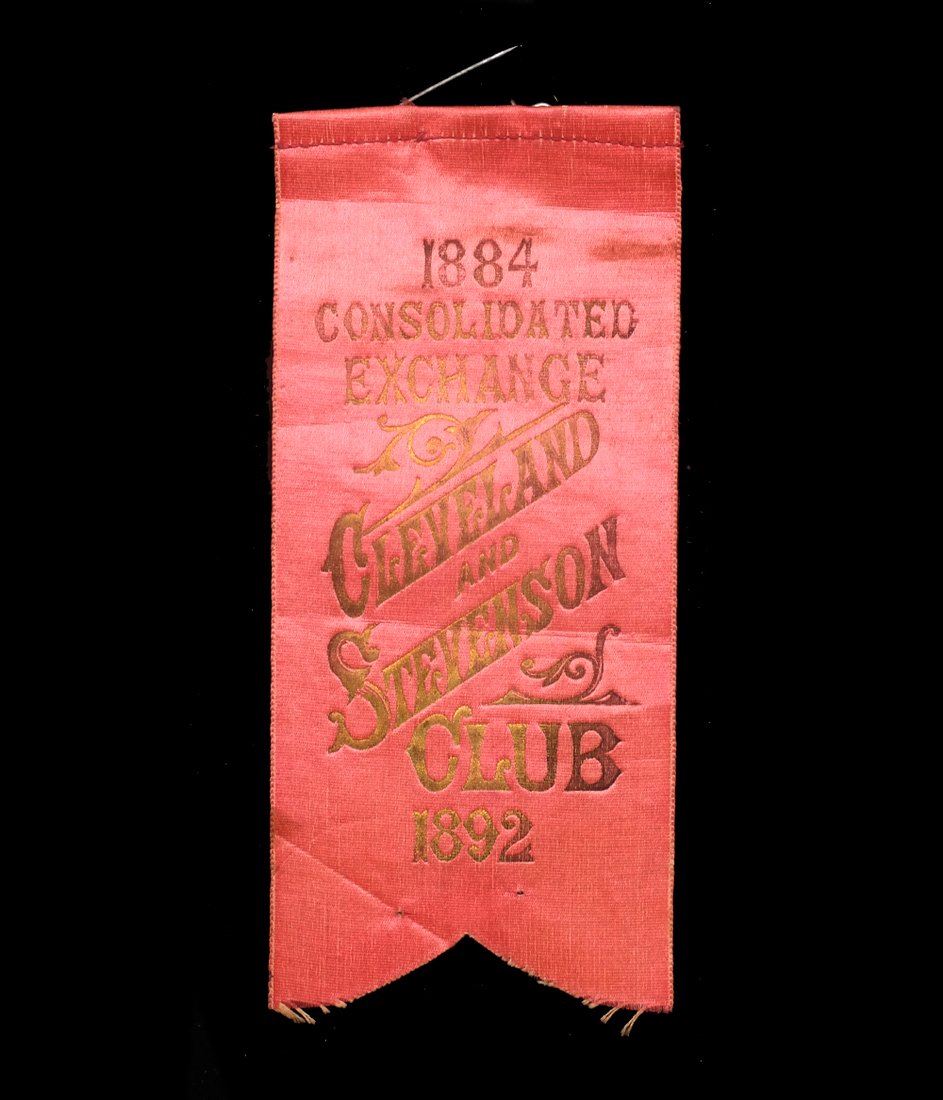 1884
CONSOLIDATED
EXCHANGE
CLEVELAND
AND
STEVENSON
CLUB
1892